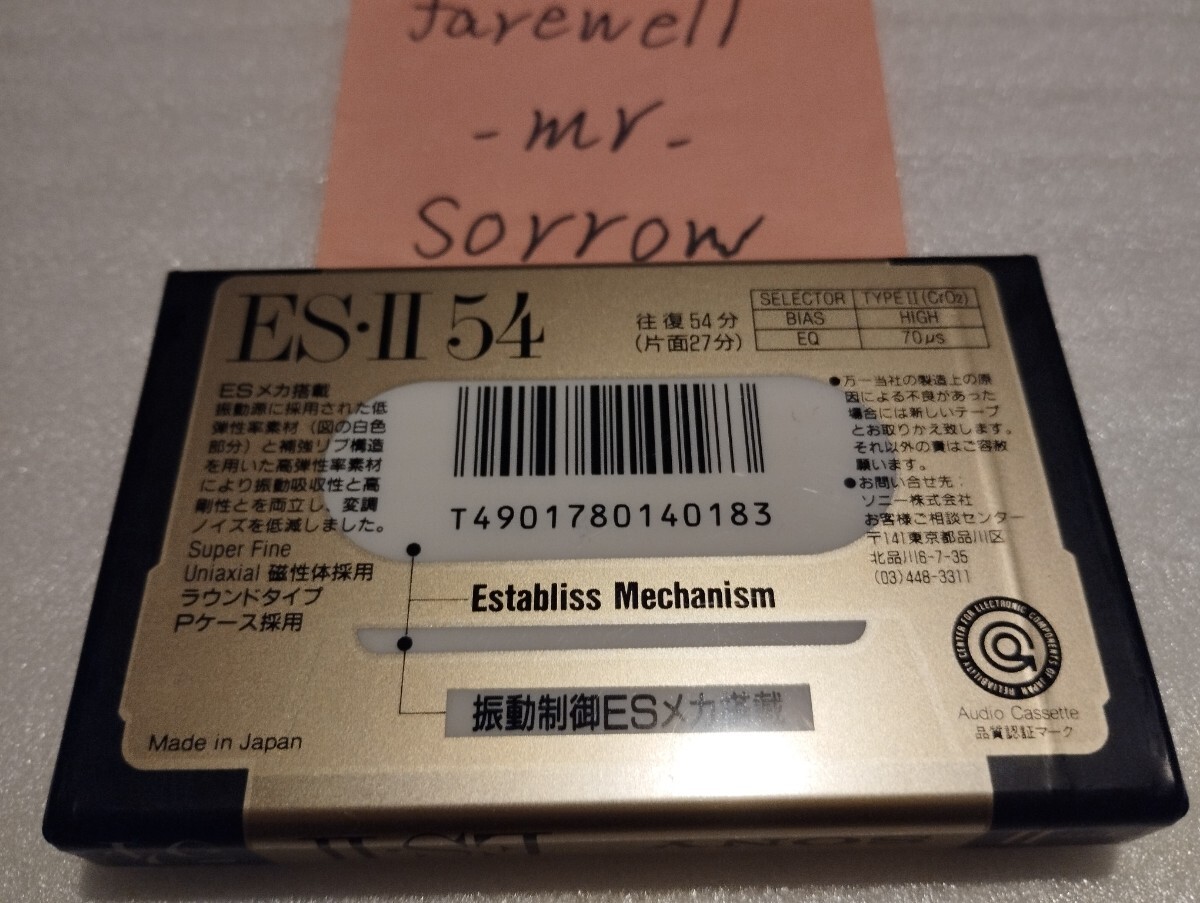 farewell
-mr-
Sorrow
ES・II 54
往復54分
(片面27分)
SELECTOR TYPE II (CrO₂)
BIAS HIGH
EQ 70μs
ESメカ搭載
振動源に採用された低
弾性率素材(図の白色
部分)と補強リブ構造
を用いた高弾性率素材
により振動吸収性と高
剛性とを両立し、変調
ノイズを低減しました。
Super Fine
Uniaxial 磁性体採用
ラウンドタイプ
Pケース採用
T4901780140183
●万一当社の製造上の原
因による不良があった
場合には新しいテープ
とお取りかえ致します。
それ以外の責はご容赦
願います。
●お問い合せ先:
ソニー株式会社
お客様ご相談センター
〒141東京都品川区
北品川6-7-35
(03)448-3311
Establiss Mechanism
振動制御ESメカ搭載
RELIABILITY CENTER FOR ELECTRONIC COMPONENTS OF JAPAN
Audio Cassette
品質認証マーク
Made in Japan
SONY